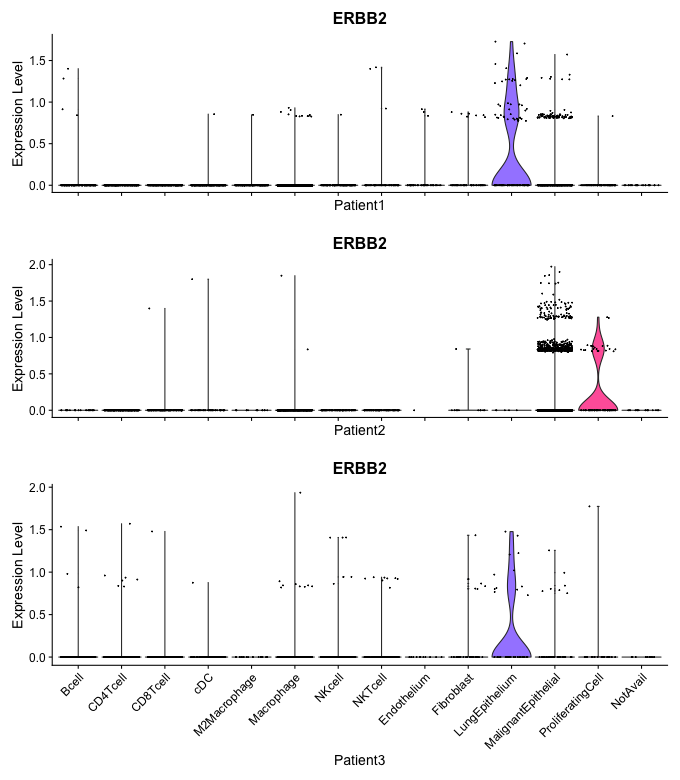 ERBB2
Expression Level
1.5
1.0
0.5
0.0
Patient1
ERBB2
Expression Level
2.0
1.5
1.0
0.5
0.0
Patient2
ERBB2
Expression Level
2.0
1.5
1.0
0.5
0.0
Bcell
CD4Tcell
CD8Tcell
cDC
M2Macrophage
Macrophage
NKcell
NKTcell
Endothelium
Fibroblast
LungEpithelium
MalignantEpithelial
ProliferatingCell
NotAvail
Patient3